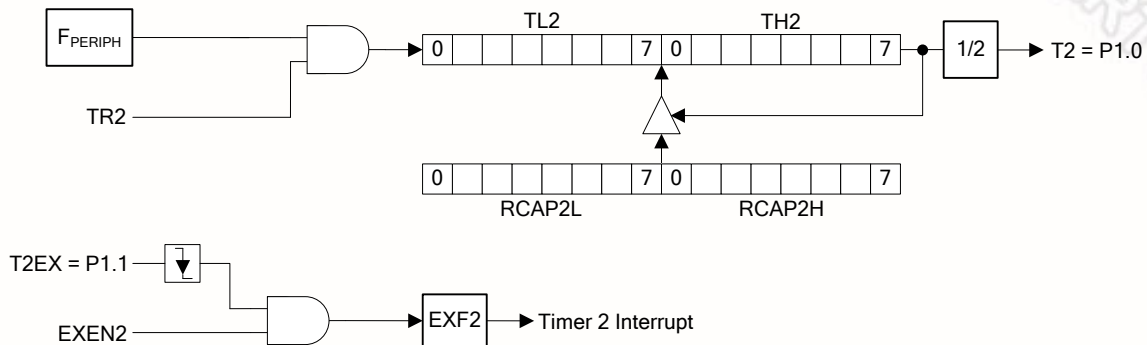 TL2 TH2
FPERIPH 0 7 0 7 1/2 T2 = P1.0
TR2
0 7 0 7
RCAP2L RCAP2H
T2EX = P1.1
EXF2 Timer 2 Interrupt
EXEN2